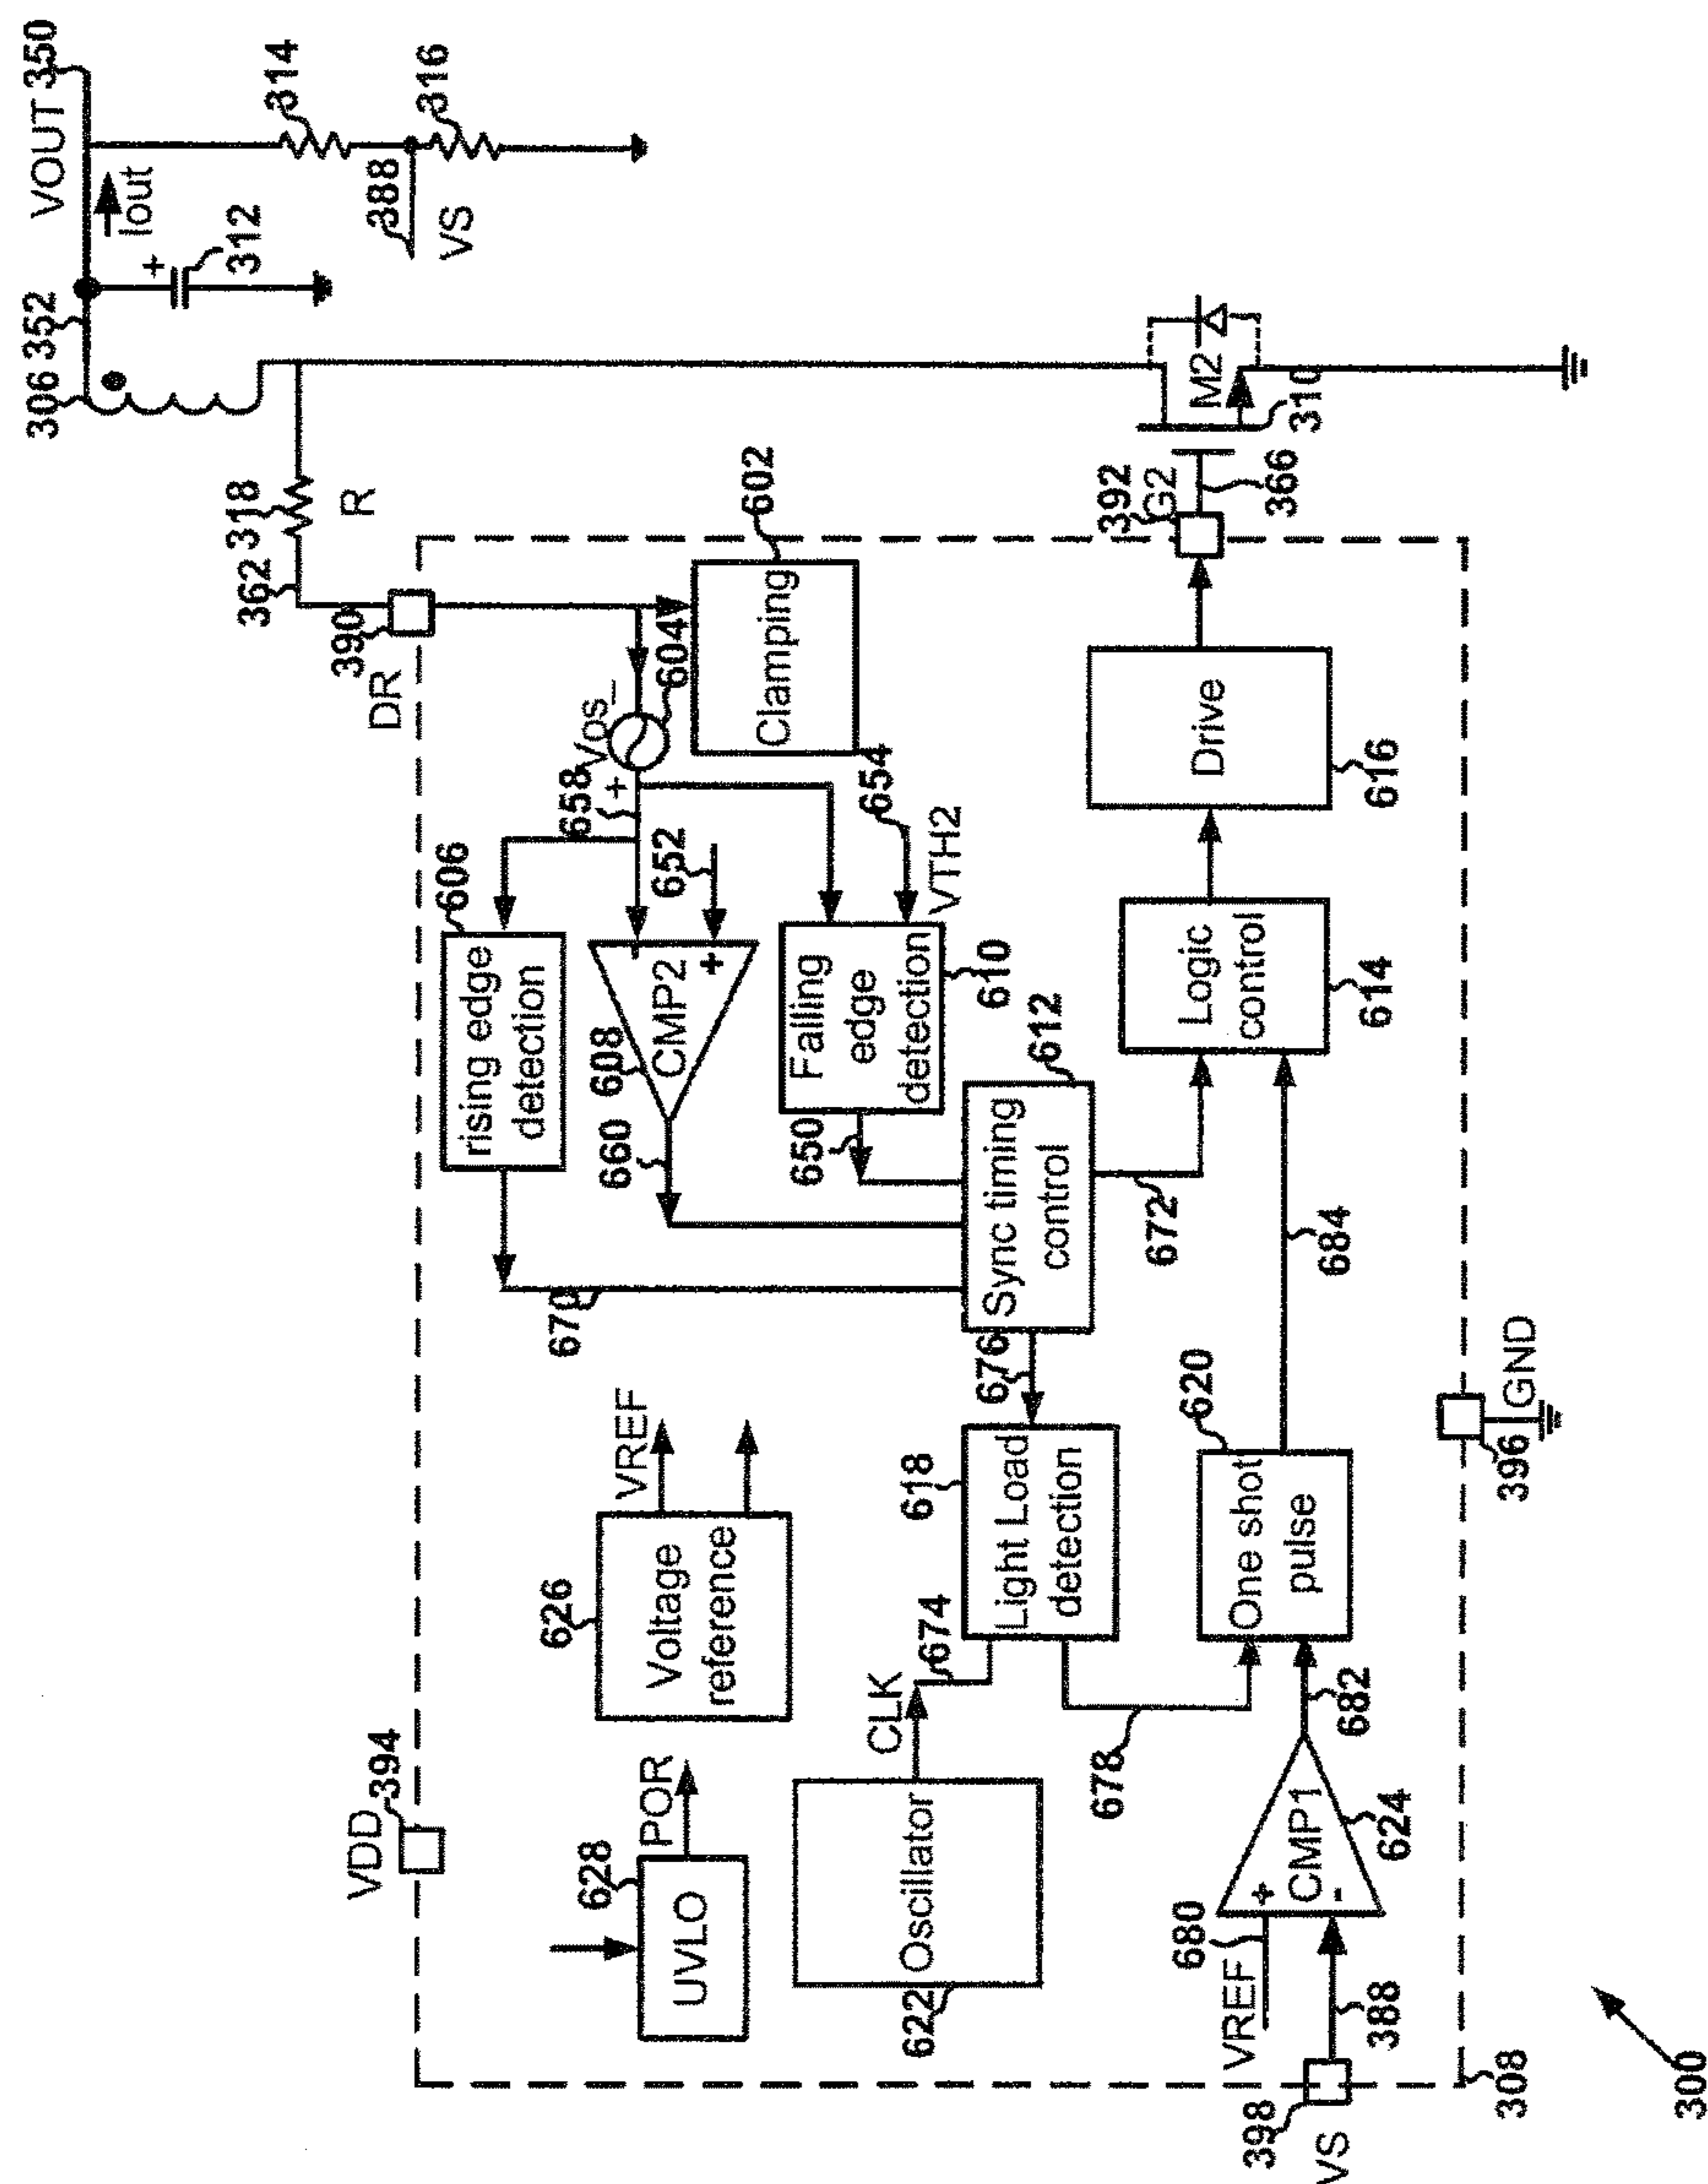 300
308
398
VS
388
VREF
680
+
-
CMP1
624
682
VDD
394
UVLO
628
POR
Oscillator
622
CLK
674
678
Voltage
reference
626
VREF
Light Load
detection
618
676
One shot
pulse
620
684
396
GND
670
rising edge
detection
606
CMP2
-
+
608
660
652
Falling
edge
detection
610
650
654
VTH2
Sync timing
control
612
672
Logic
control
614
Drive
616
658
+
Vos
-
604
Clamping
602
DR
390
362
318
R
392
G2
366
M2
310
306
352
+
312
Iout
VOUT
350
314
316
388
VS